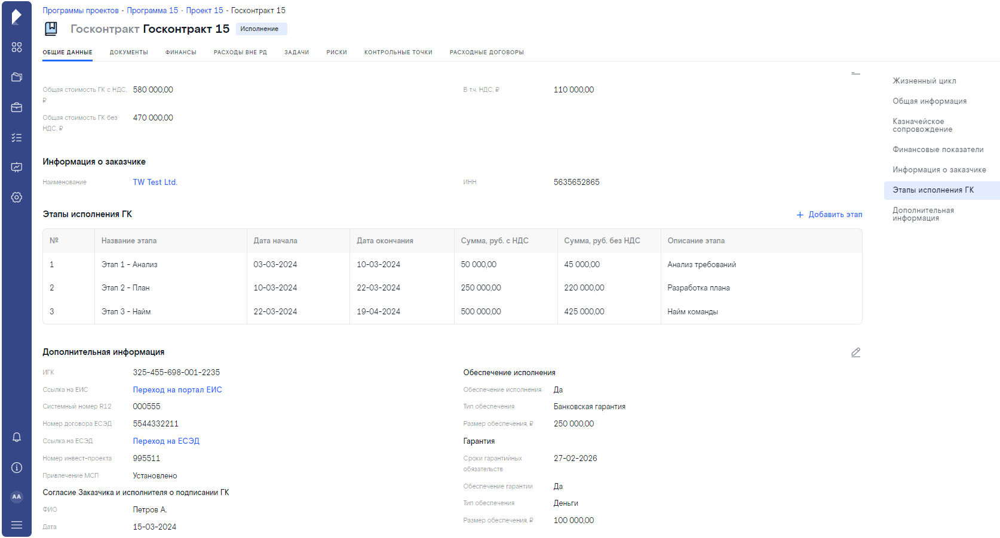 Программы проектов • Программа 15 • Проект 15 • Госконтракт 15
Госконтракт Госконтракт 15 Исполнение
ОБЩИЕ ДАННЫЕ ДОКУМЕНТЫ ФИНАНСЫ РАСХОДЫ ВНЕ РД ЗАДАЧИ РИСКИ КОНТРОЛЬНЫЕ ТОЧКИ РАСХОДНЫЕ ДОГОВОРЫ
Общая стоимость ГК с НДС, ₽ 580 000,00
В т.ч. НДС, ₽ 110 000,00
Общая стоимость ГК без НДС, ₽ 470 000,00
Информация о заказчике
Наименование TW Test Ltd.
ИНН 5635652865
Этапы исполнения ГК
+ Добавить этап
№ Название этапа Дата начала Дата окончания Сумма, руб. с НДС Сумма, руб. без НДС Описание этапа
1 Этап 1 - Анализ 03-03-2024 10-03-2024 50 000,00 45 000,00 Анализ требований
2 Этап 2 - План 10-03-2024 22-03-2024 250 000,00 220 000,00 Разработка плана
3 Этап 3 - Найм 22-03-2024 19-04-2024 500 000,00 425 000,00 Найм команды
Дополнительная информация
ИГК 325-455-698-001-2235
Ссылка на ЕИС Переход на портал ЕИС
Системный номер R12 000555
Номер договора ЕСЭД 5544332211
Ссылка на ЕСЭД Переход на ЕСЭД
Номер инвест-проекта 995511
Привлечение МСП Установлено
Согласие Заказчика и исполнителя о подписании ГК
ФИО Петров А.
Дата 15-03-2024
Обеспечение исполнения
Обеспечение исполнения Да
Тип обеспечения Банковская гарантия
Размер обеспечения, ₽ 250 000,00
Гарантия
Сроки гарантийных обязательств 27-02-2026
Обеспечение гарантии Да
Тип обеспечения Деньги
Размер обеспечения, ₽ 100 000,00
Жизненный цикл
Общая информация
Казначейское
сопровождение
Финансовые показатели
Информация о заказчике
Этапы исполнения ГК
Дополнительная
информация
AA